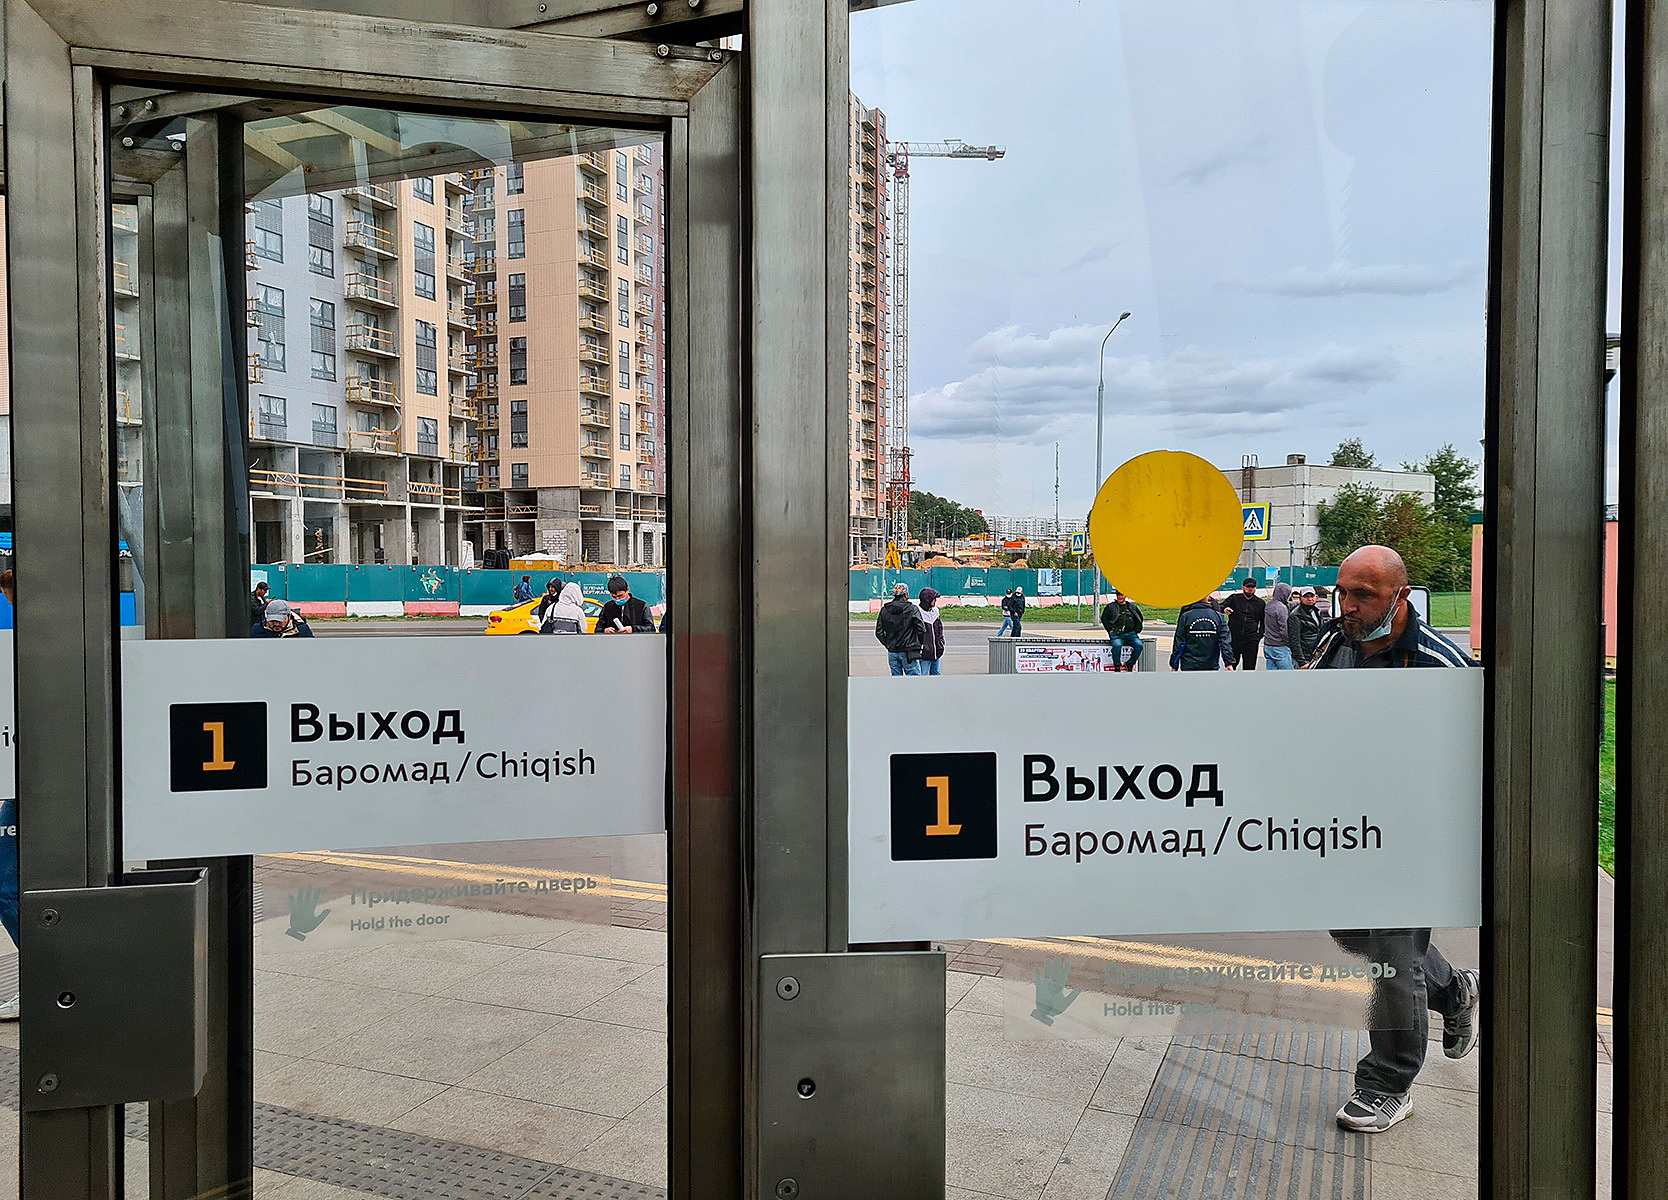 1
Выход
Баромад / Chiqish
Придерживайте дверь
Hold the door
1
Выход
Баромад / Chiqish
Придерживайте дверь
Hold the door